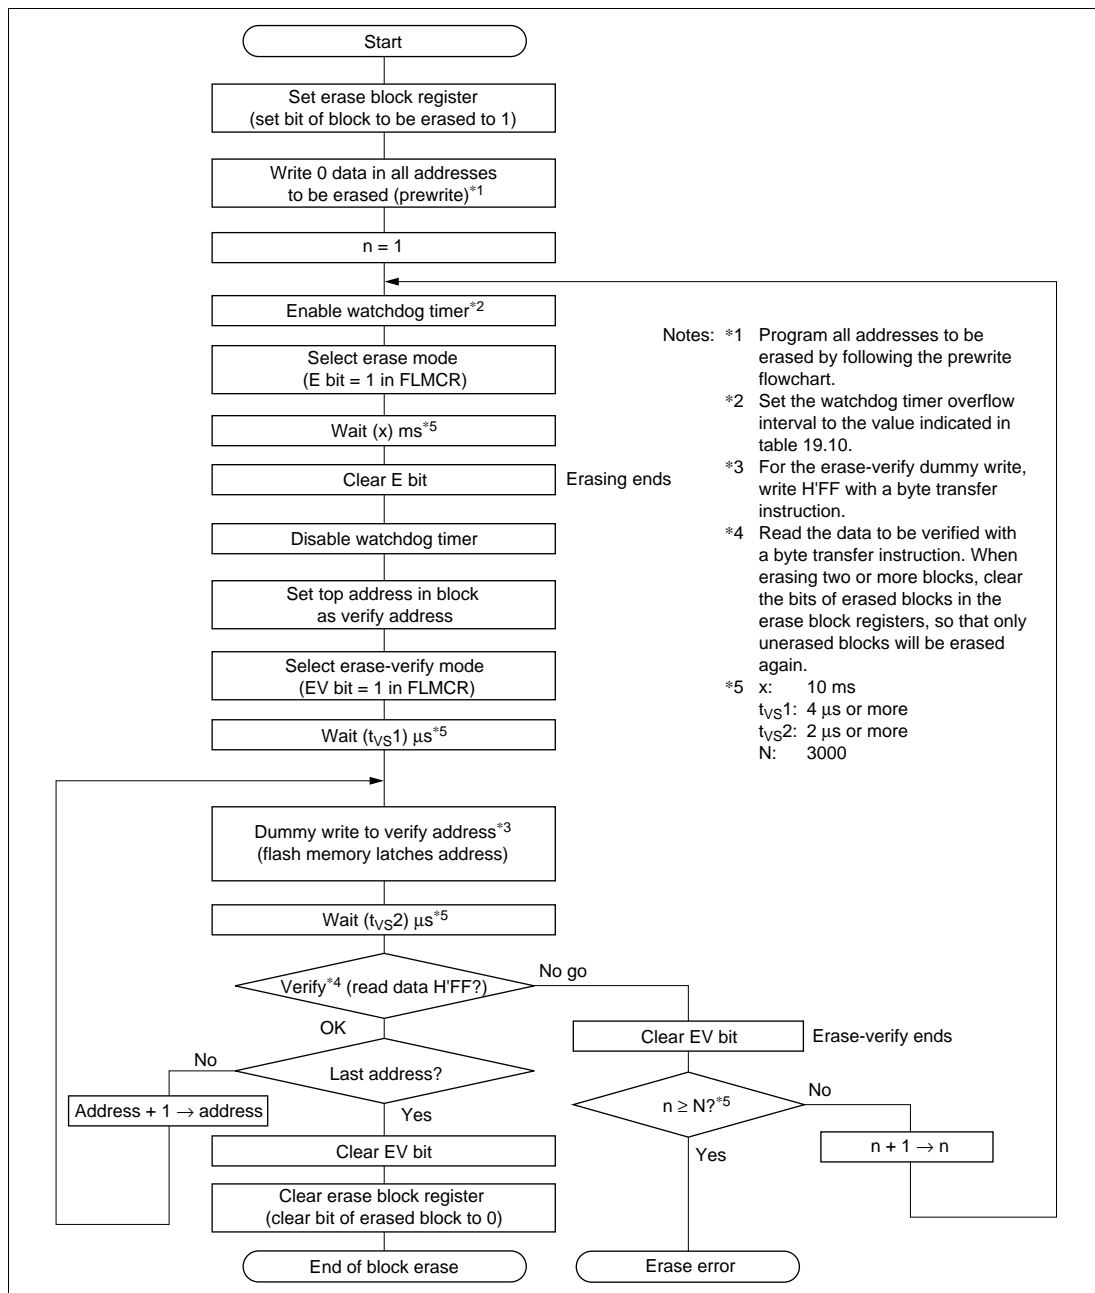 Start
Set erase block register
(set bit of block to be erased to 1)
Write 0 data in all addresses
to be erased (prewrite)*1
n = 1
Enable watchdog timer*2
Select erase mode
(E bit = 1 in FLMCR)
Wait (x) ms*5
Clear E bit
Erasing ends
Disable watchdog timer
Set top address in block
as verify address
Select erase-verify mode
(EV bit = 1 in FLMCR)
Wait (tVS1) μs*5
Dummy write to verify address*3
(flash memory latches address)
Wait (tVS2) μs*5
Verify*4 (read data H'FF?)
No go
OK
Clear EV bit
Erase-verify ends
Last address?
No
Address + 1 → address
Yes
n ≥ N?*5
No
n + 1 → n
Yes
Clear EV bit
Clear erase block register
(clear bit of erased block to 0)
End of block erase
Erase error
Notes: *1 Program all addresses to be
erased by following the prewrite
flowchart.
*2 Set the watchdog timer overflow
interval to the value indicated in
table 19.10.
*3 For the erase-verify dummy write,
write H'FF with a byte transfer
instruction.
*4 Read the data to be verified with
a byte transfer instruction. When
erasing two or more blocks, clear
the bits of erased blocks in the
erase block registers, so that only
unerased blocks will be erased
again.
*5 x: 10 ms
tVS1: 4 μs or more
tVS2: 2 μs or more
N: 3000